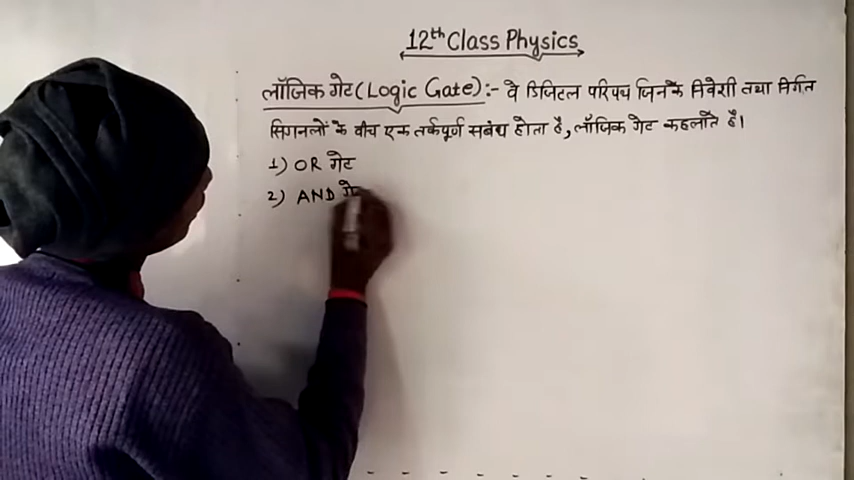 12th Class Physics
लॉजिक गेट (Logic Gate) :- वे डिजिटल परिपथ जिनके निवेशी तथा निर्गत
सिगनलों के बीच एक तर्कपूर्ण सबंध होता है, लॉजिक गेट कहलाते है।
1) OR गेट
2) AND गे